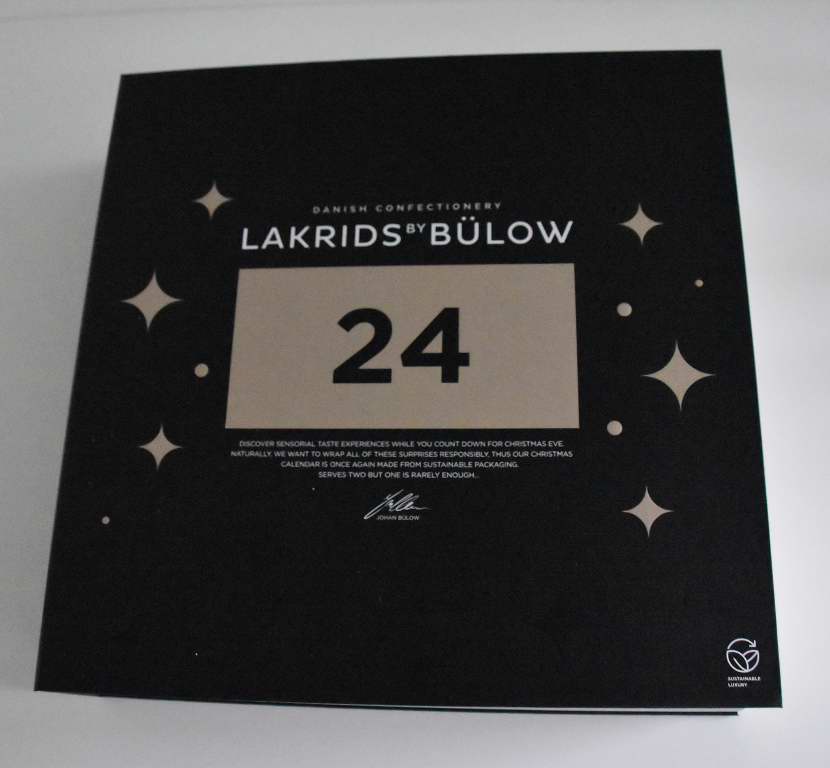 DANISH CONFECTIONERY
LAKRIDS BY BÜLOW
24
DISCOVER SENSORIAL TASTE EXPERIENCES WHILE YOU COUNT DOWN FOR CHRISTMAS EVE.
NATURALLY, WE WANT TO WRAP ALL OF THESE SURPRISES RESPONSIBLY, THUS OUR CHRISTMAS
CALENDAR IS ONCE AGAIN MADE FROM SUSTAINABLE PACKAGING.
SERVES TWO BUT ONE IS RARELY ENOUGH...
JOHAN BÜLOW
SUSTAINABLE
LUXURY